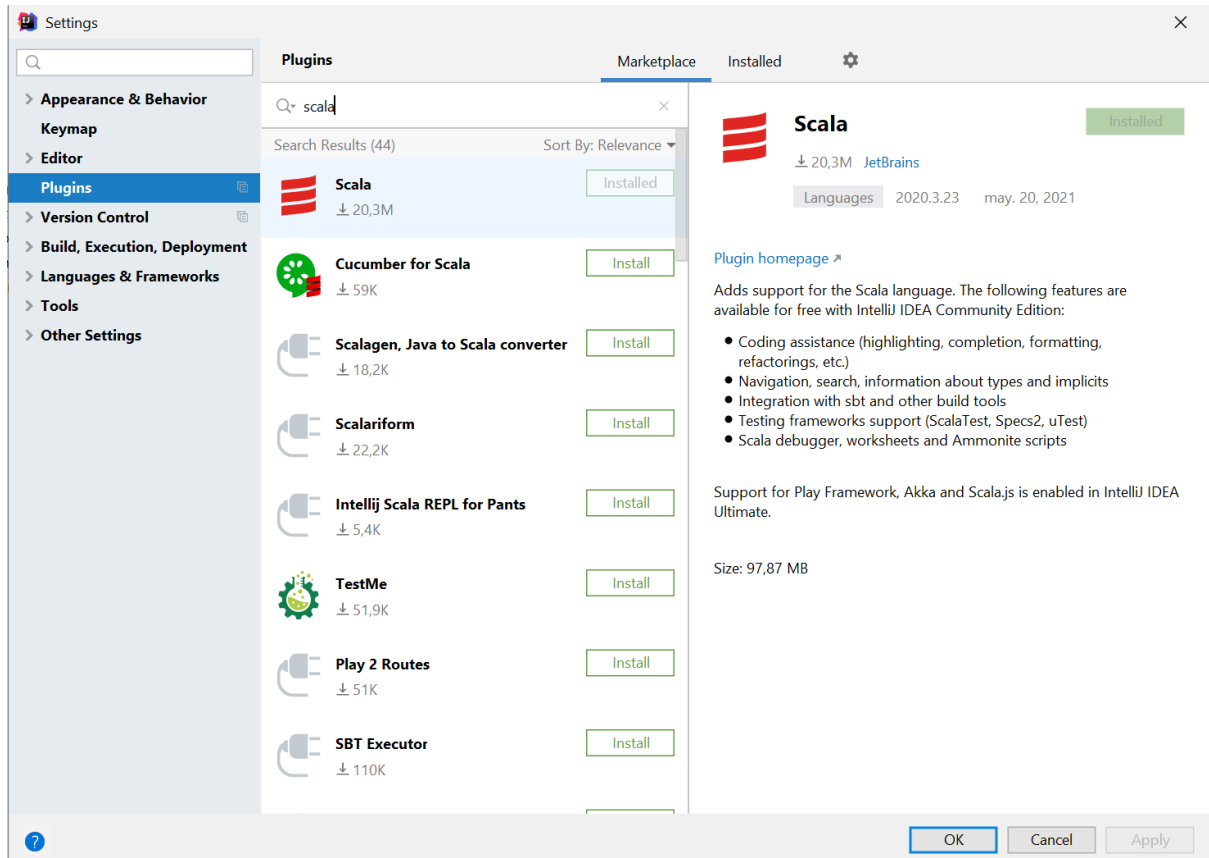 Settings
Appearance & Behavior
Keymap
Editor
Plugins
Version Control
Build, Execution, Deployment
Languages & Frameworks
Tools
Other Settings
Plugins
Marketplace
Installed
scala
Search Results (44)
Sort By: Relevance
Scala
20,3M
Installed
Cucumber for Scala
59K
Install
Scalagen, Java to Scala converter
18,2K
Install
Scalariform
22,2K
Install
Intellij Scala REPL for Pants
5,4K
Install
TestMe
51,9K
Install
Play 2 Routes
51K
Install
SBT Executor
110K
Install
Scala
Installed
20,3M JetBrains
Languages 2020.3.23 may. 20, 2021
Plugin homepage
Adds support for the Scala language. The following features are
available for free with IntelliJ IDEA Community Edition:
• Coding assistance (highlighting, completion, formatting,
refactorings, etc.)
• Navigation, search, information about types and implicits
• Integration with sbt and other build tools
• Testing frameworks support (ScalaTest, Specs2, uTest)
• Scala debugger, worksheets and Ammonite scripts
Support for Play Framework, Akka and Scala.js is enabled in IntelliJ IDEA
Ultimate.
Size: 97,87 MB
?
OK
Cancel
Apply